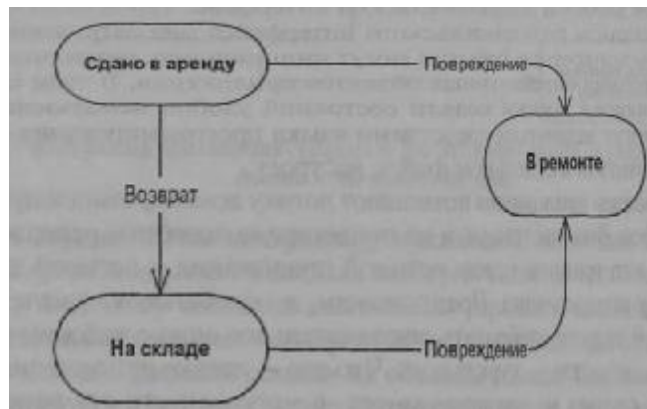 Сдано в аренду
Повреждение
В ремонте
Возврат
На складе
Повреждение